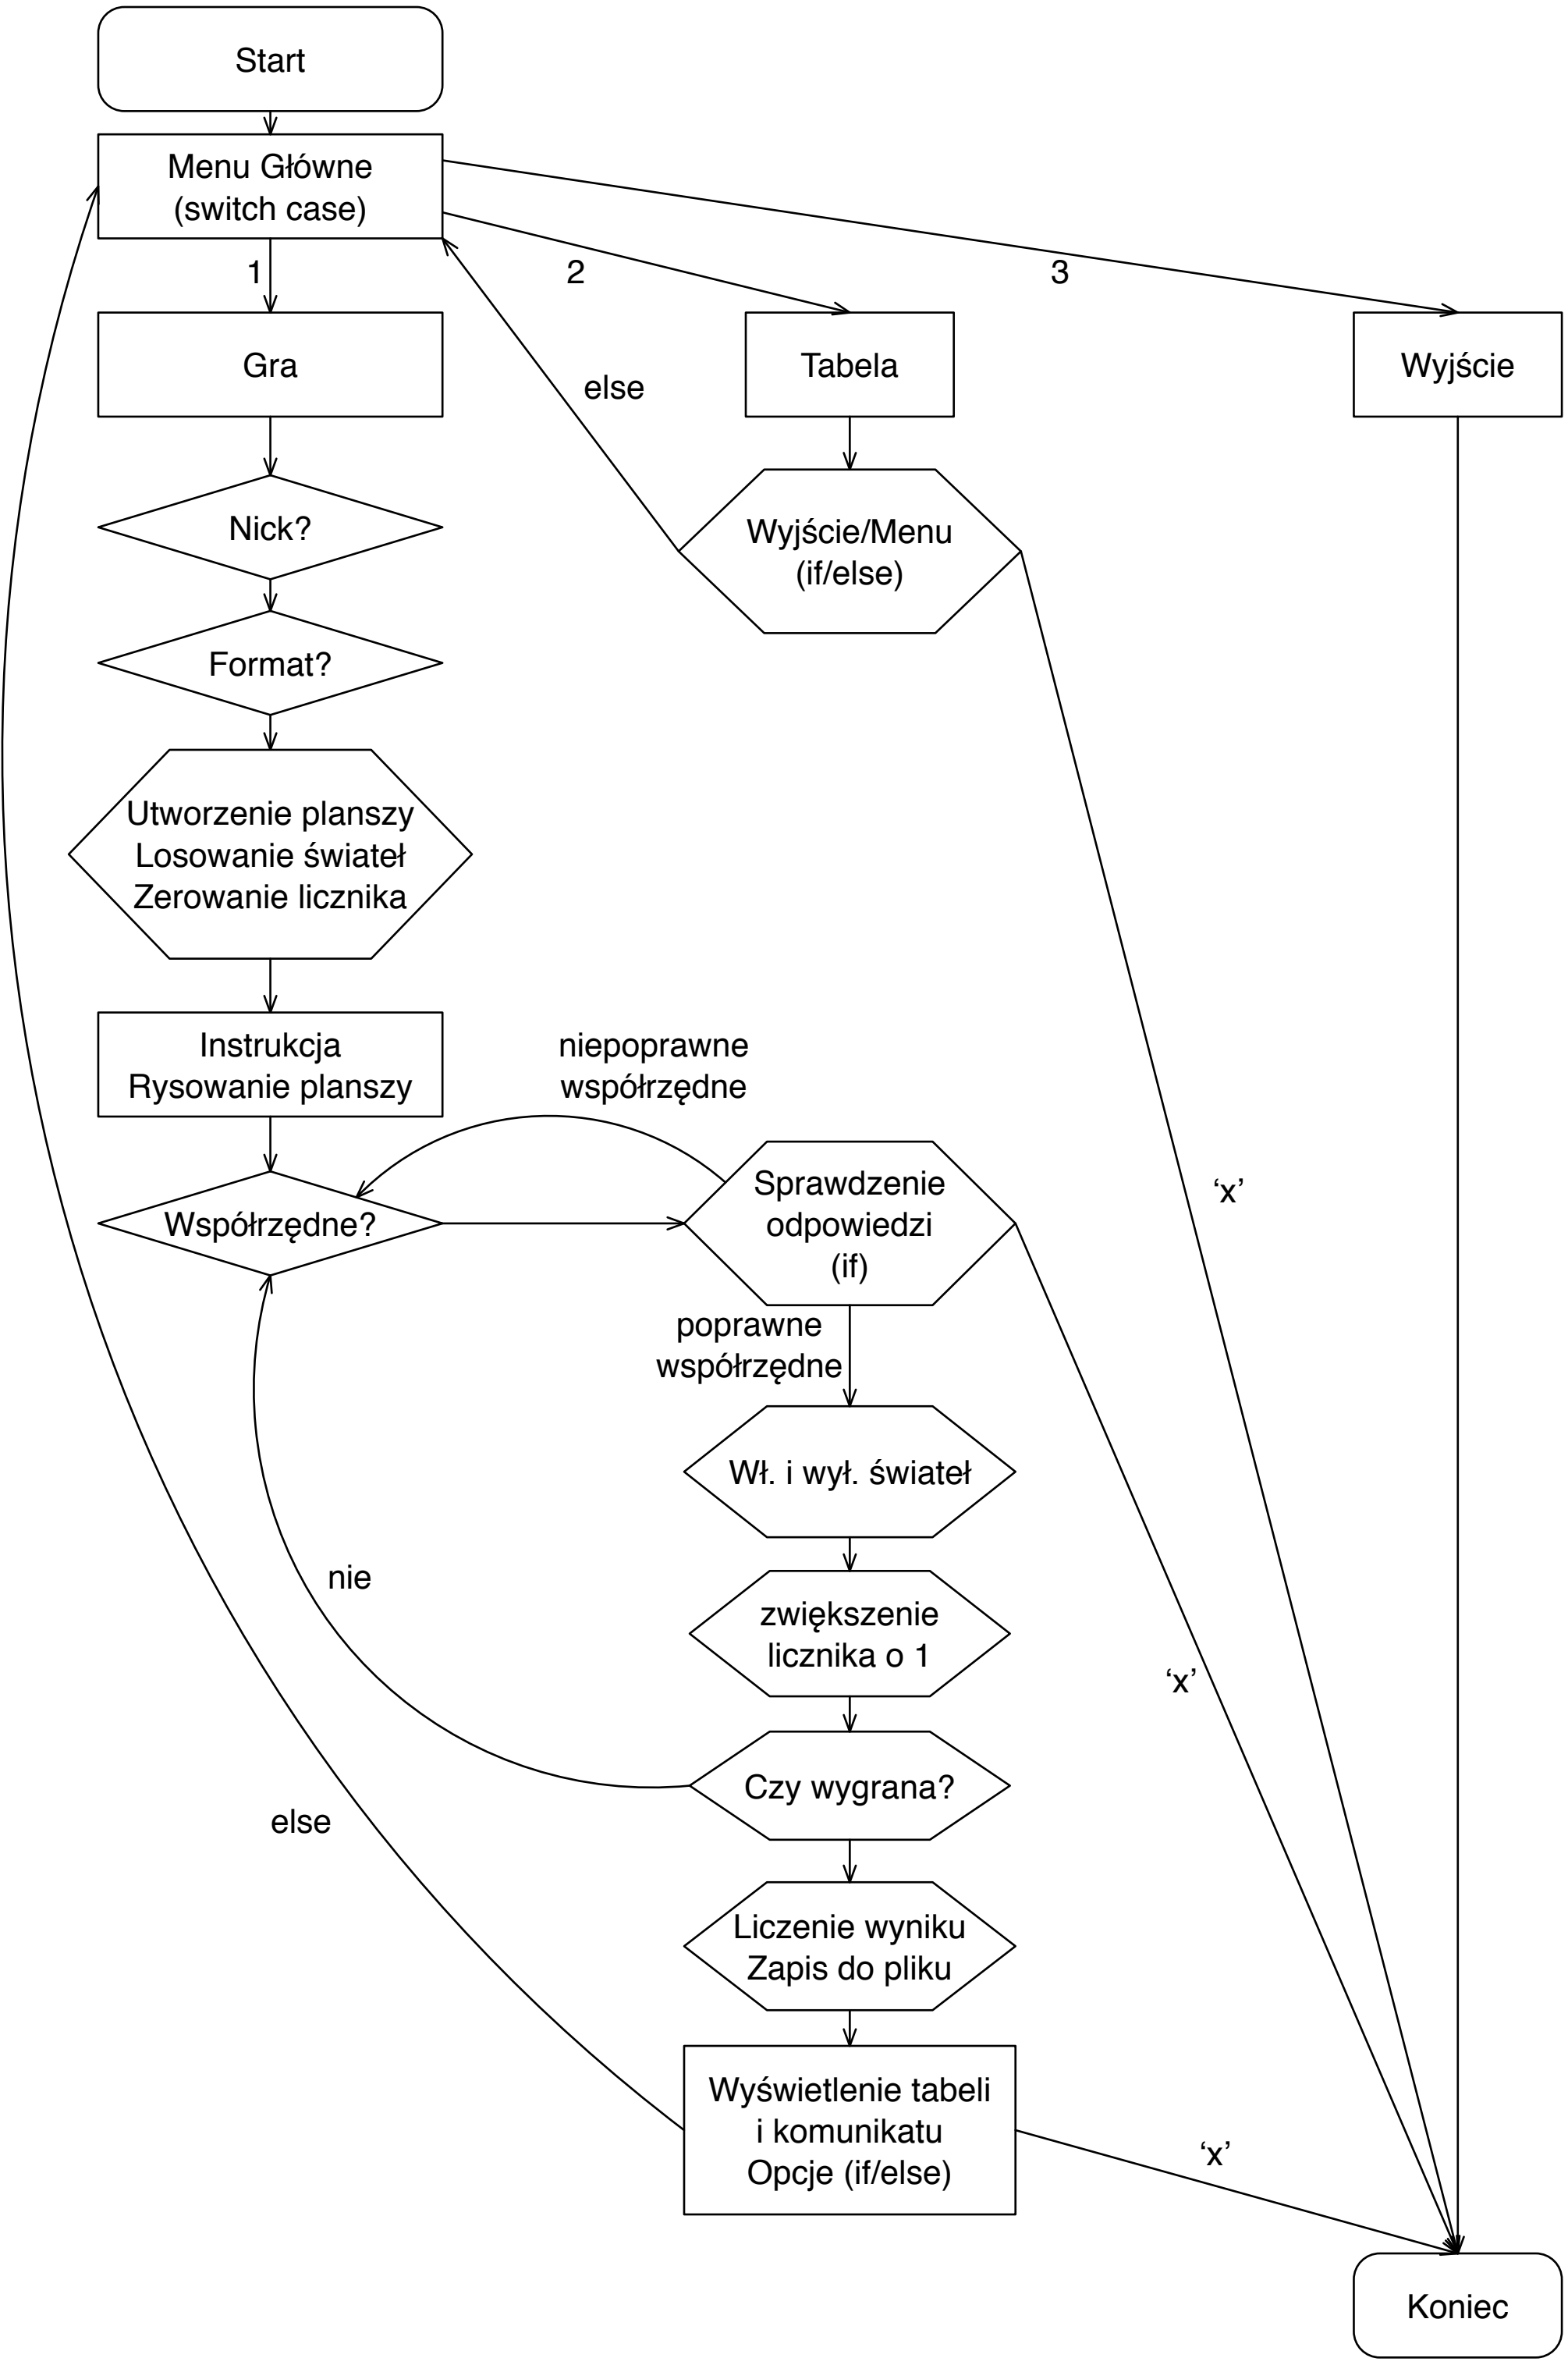 Start
Menu Główne
(switch case)
1
2
3
Gra
Tabela
Wyjście
else
Nick?
Wyjście/Menu
(if/else)
Format?
Utworzenie planszy
Losowanie świateł
Zerowanie licznika
Instrukcja
Rysowanie planszy
niepoprawne
współrzędne
Współrzędne?
Sprawdzenie
odpowiedzi
(if)
‘x’
poprawne
współrzędne
Wł. i wył. świateł
nie
zwiększenie
licznika o 1
‘x’
Czy wygrana?
else
Liczenie wyniku
Zapis do pliku
Wyświetlenie tabeli
i komunikatu
Opcje (if/else)
‘x’
Koniec